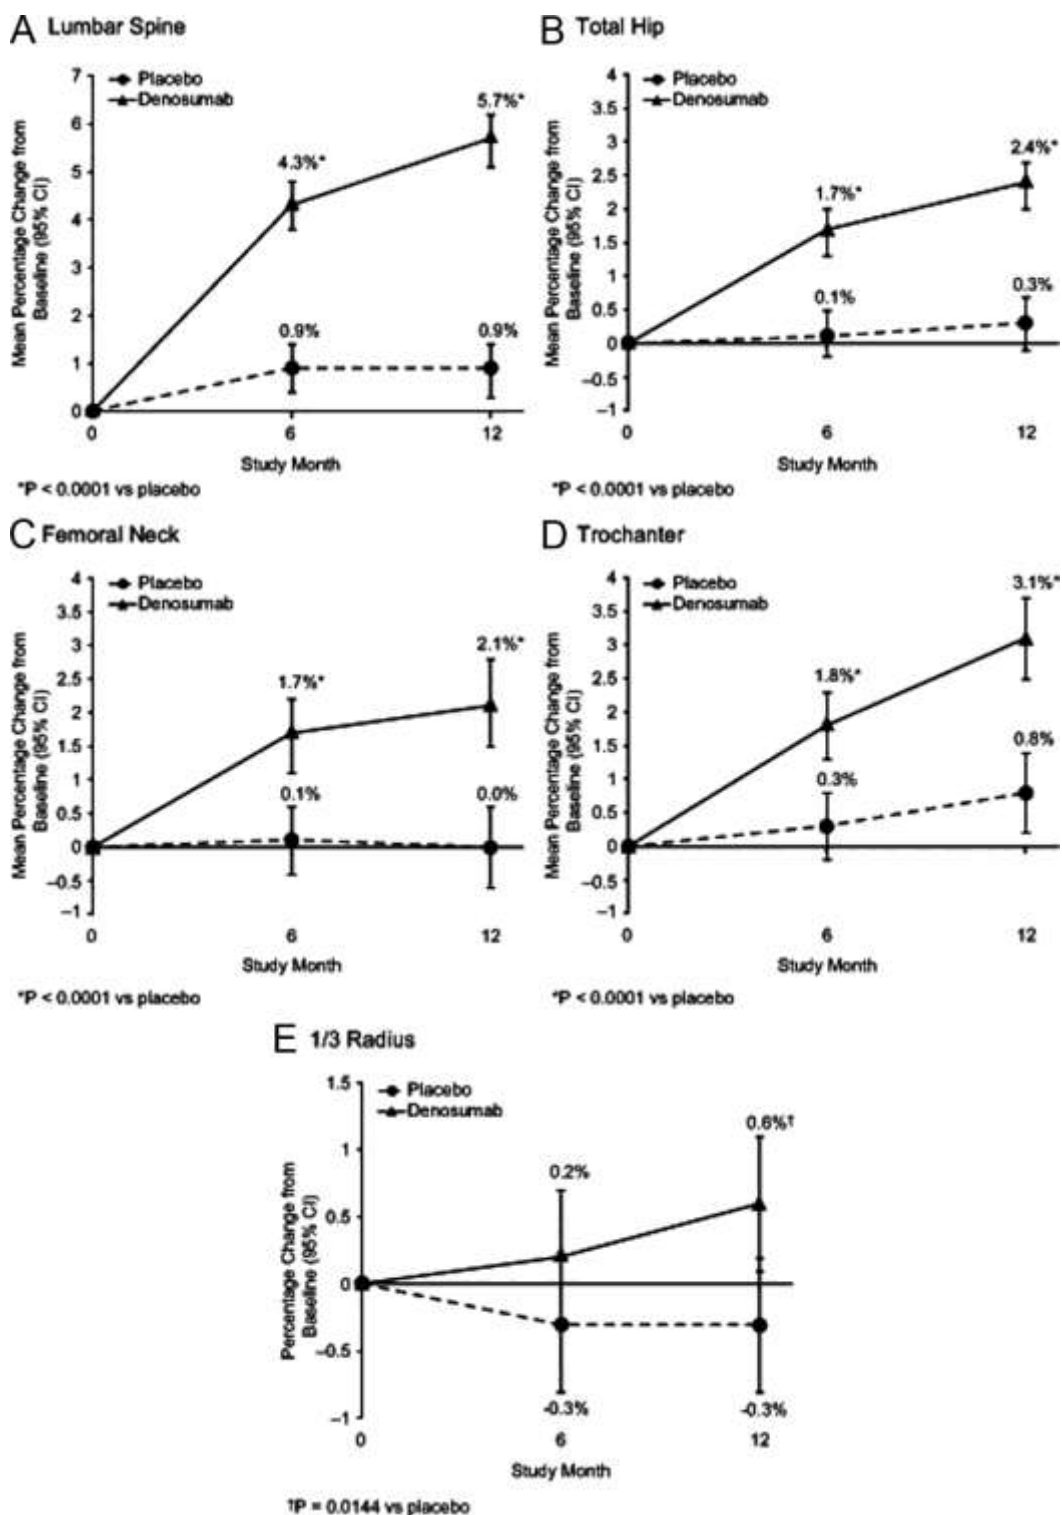 A Lumbar Spine
Placebo
Denosumab
Mean Percentage Change from
Baseline (95% CI)
7
6
5
4
3
2
1
0
4.3%*
5.7%*
0.9%
0.9%
0
6
12
Study Month
*P < 0.0001 vs placebo
B Total Hip
Placebo
Denosumab
Mean Percentage Change from
Baseline (95% CI)
4
3.5
3
2.5
2
1.5
1
0.5
0
–0.5
–1
1.7%*
2.4%*
0.1%
0.3%
0
6
12
Study Month
*P < 0.0001 vs placebo
C Femoral Neck
Placebo
Denosumab
Mean Percentage Change from
Baseline (95% CI)
4
3.5
3
2.5
2
1.5
1
0.5
0
–0.5
–1
1.7%*
2.1%*
0.1%
0.0%
0
6
12
Study Month
*P < 0.0001 vs placebo
D Trochanter
Placebo
Denosumab
Mean Percentage Change from
Baseline (95% CI)
4
3.5
3
2.5
2
1.5
1
0.5
0
–0.5
–1
1.8%*
3.1%*
0.3%
0.8%
0
6
12
Study Month
*P < 0.0001 vs placebo
E 1/3 Radius
Placebo
Denosumab
Percentage Change from
Baseline (95% CI)
1.5
1
0.5
0
–0.5
–1
0.2%
0.6%†
-0.3%
-0.3%
0
6
12
Study Month
†P = 0.0144 vs placebo